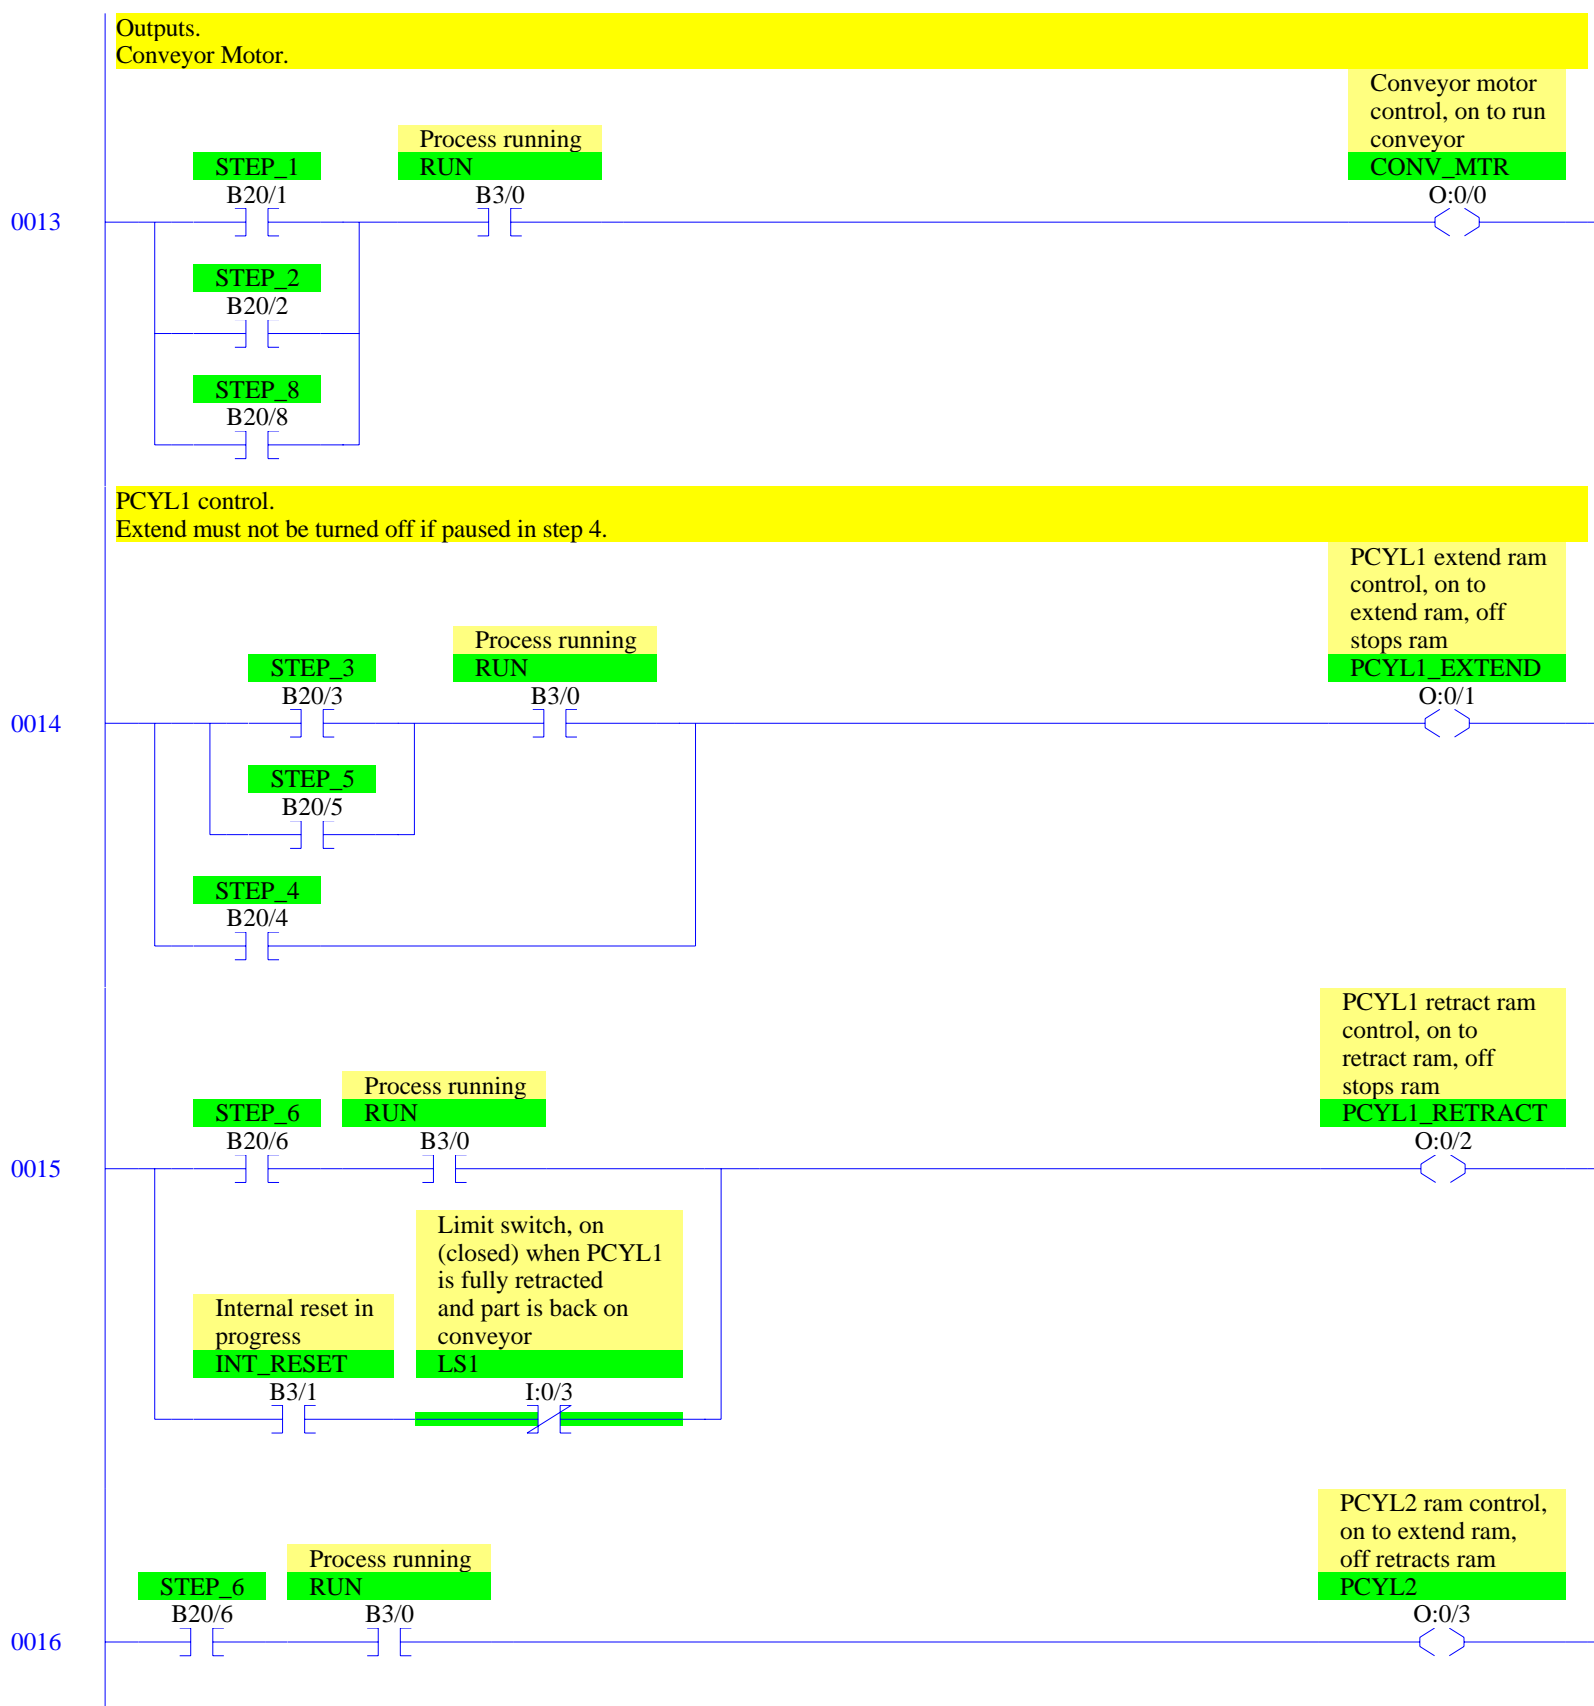 Outputs.
Conveyor Motor.
Conveyor motor
control, on to run
conveyor
CONV_MTR
O:0/0
Process running
RUN
B3/0
STEP_1
B20/1
0013
STEP_2
B20/2
STEP_8
B20/8
PCYL1 control.
Extend must not be turned off if paused in step 4.
PCYL1 extend ram
control, on to
extend ram, off
stops ram
PCYL1_EXTEND
O:0/1
Process running
RUN
B3/0
STEP_3
B20/3
0014
STEP_5
B20/5
STEP_4
B20/4
PCYL1 retract ram
control, on to
retract ram, off
stops ram
PCYL1_RETRACT
O:0/2
Process running
RUN
B3/0
STEP_6
B20/6
0015
Limit switch, on
(closed) when PCYL1
is fully retracted
and part is back on
conveyor
LS1
I:0/3
Internal reset in
progress
INT_RESET
B3/1
PCYL2 ram control,
on to extend ram,
off retracts ram
PCYL2
O:0/3
Process running
RUN
B3/0
STEP_6
B20/6
0016